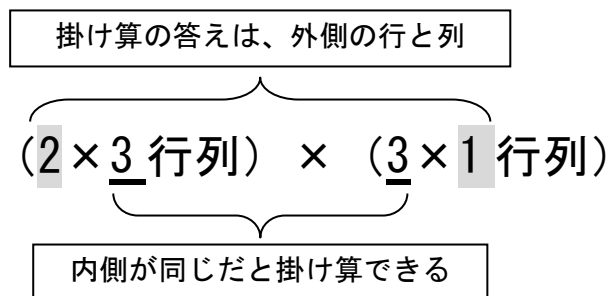 掛け算の答えは、外側の行と列
(2×3行列) × (3×1行列)
内側が同じだと掛け算できる